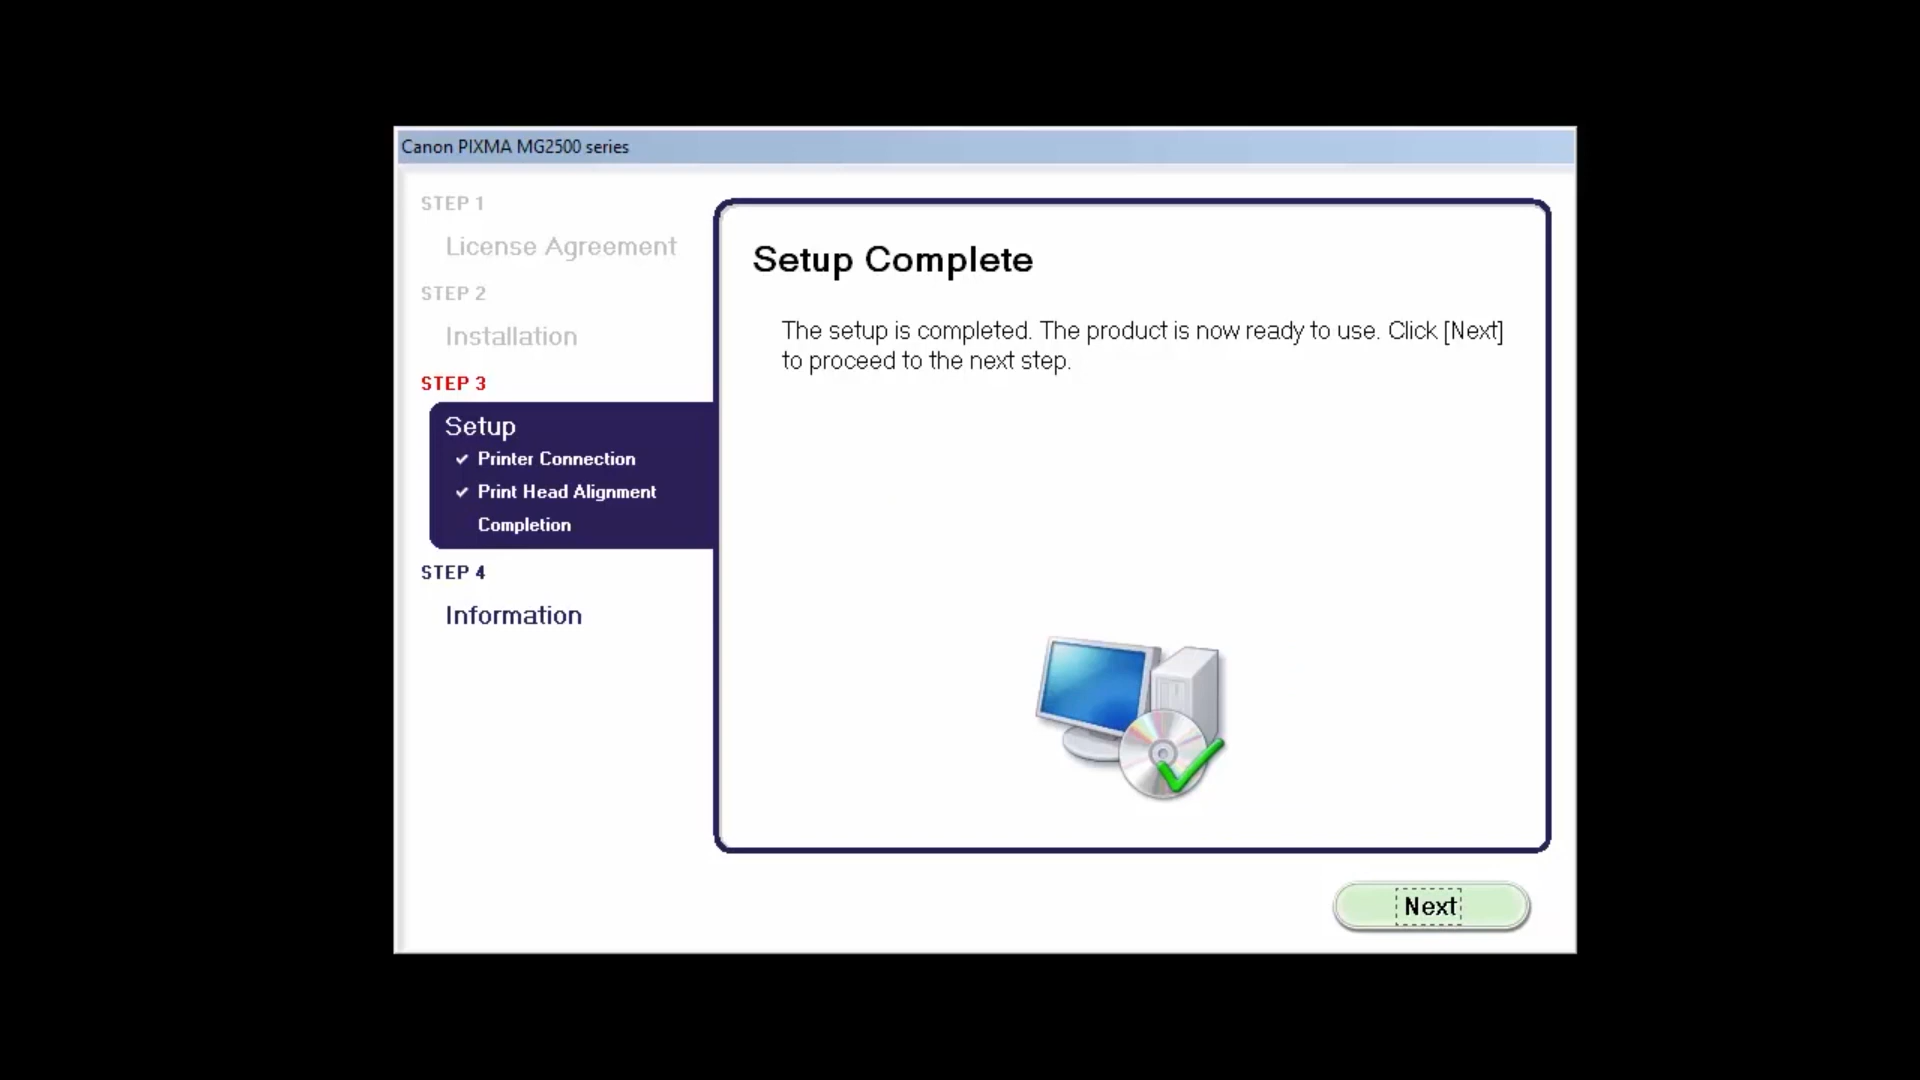 Canon PIXMA MG2500 series
STEP 1
License Agreement
STEP 2
Installation
STEP 3
Setup
Printer Connection
Print Head Alignment
Completion
STEP 4
Information
Setup Complete
The setup is completed. The product is now ready to use. Click [Next]
to proceed to the next step.
Next